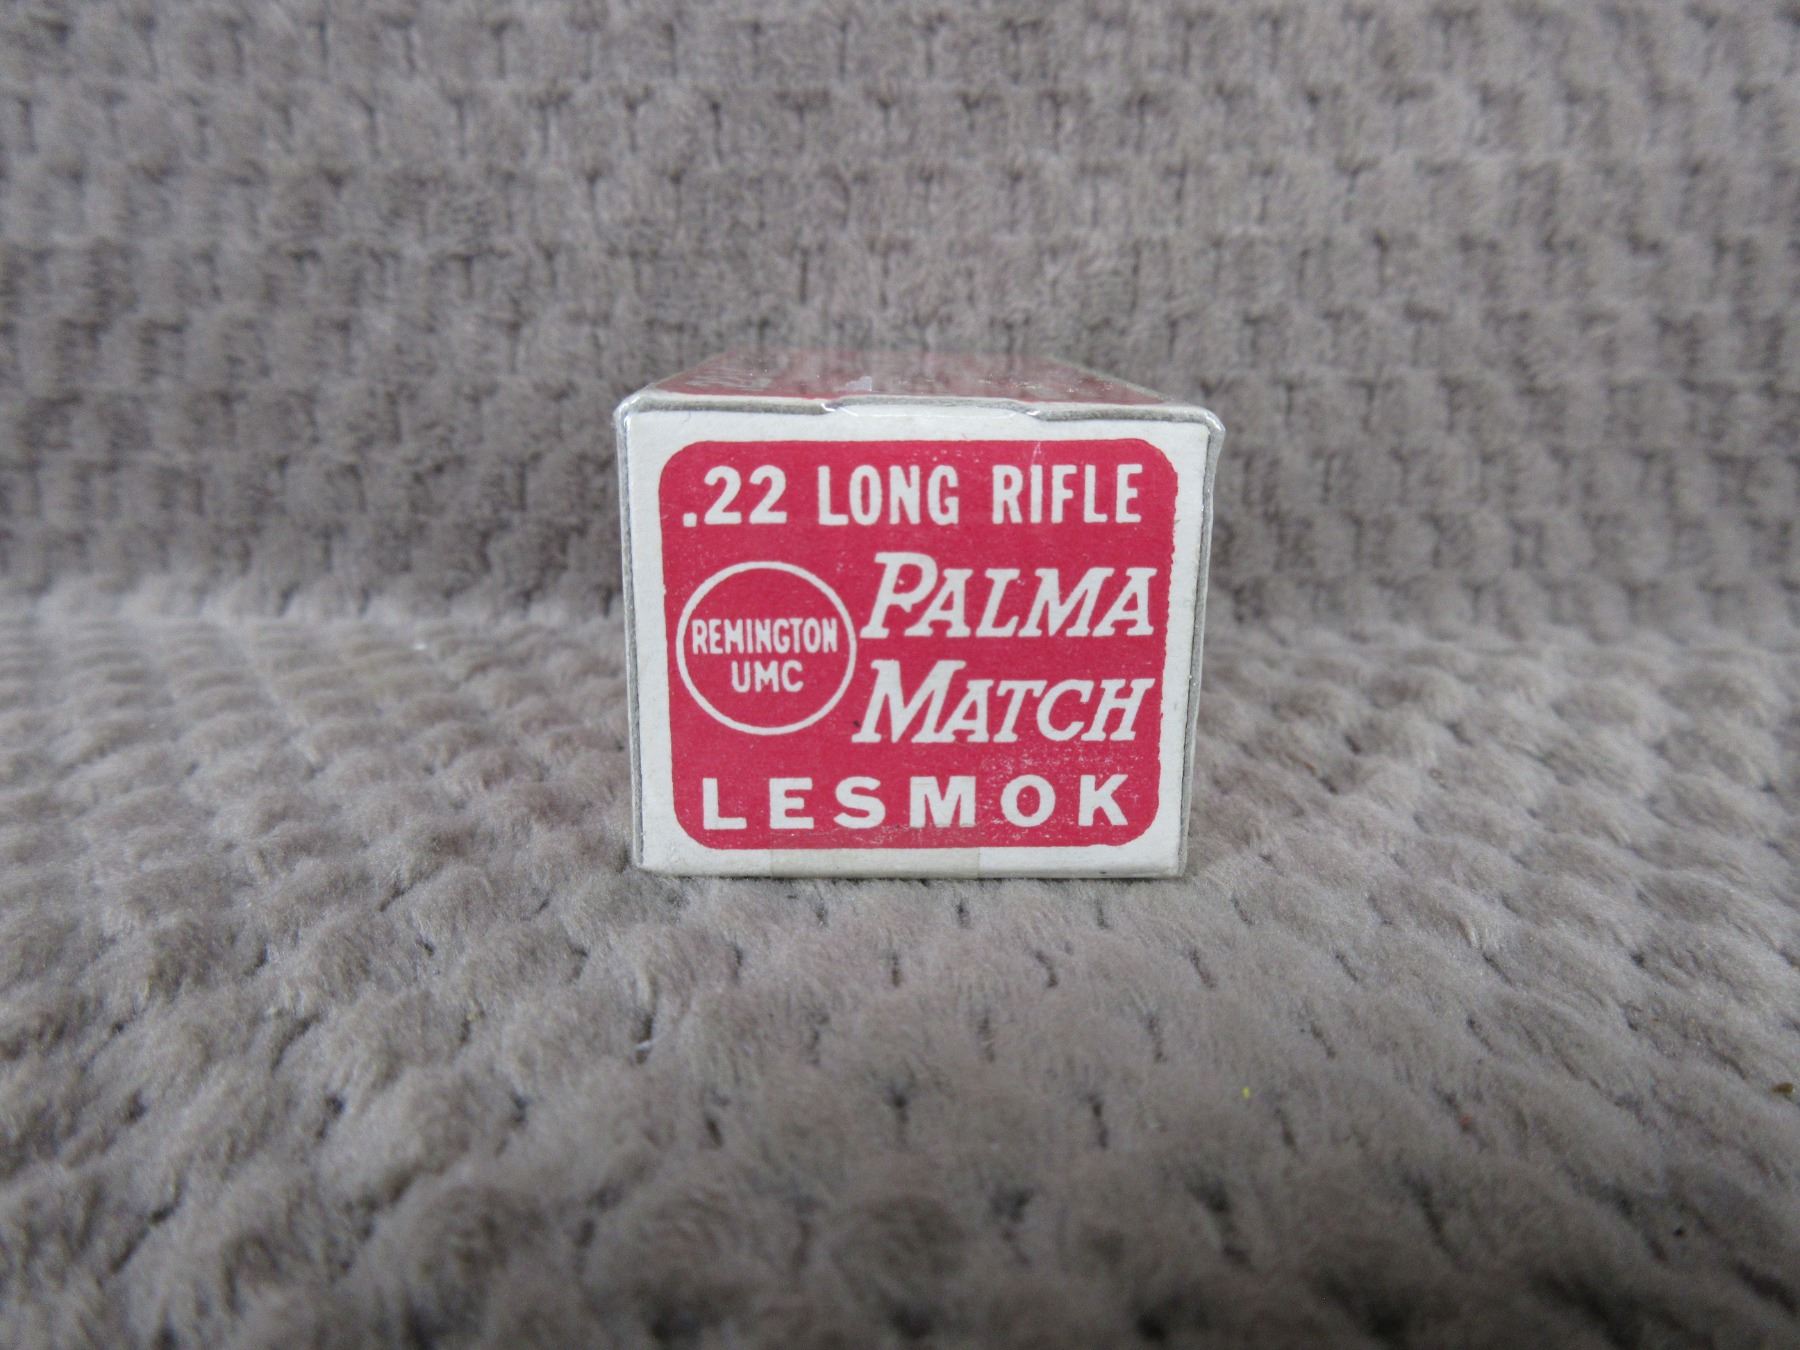 .22 LONG RIFLE
REMINGTON
UMC
PALMA
MATCH
LESMOK